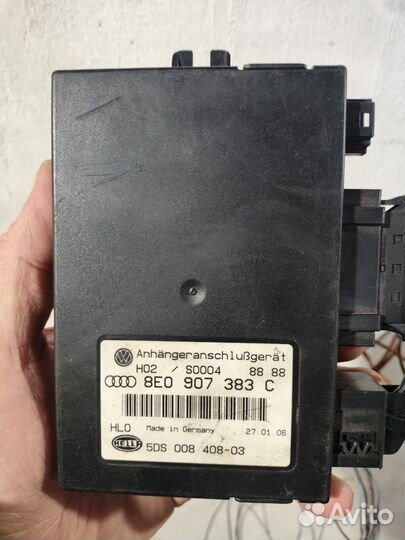 Anhängeranschlußgerät
H02 / S0004 88 88
8E0 907 383 C
HLO Made in Germany 27.01.06
HELLA 5DS 008 408-03
Avito